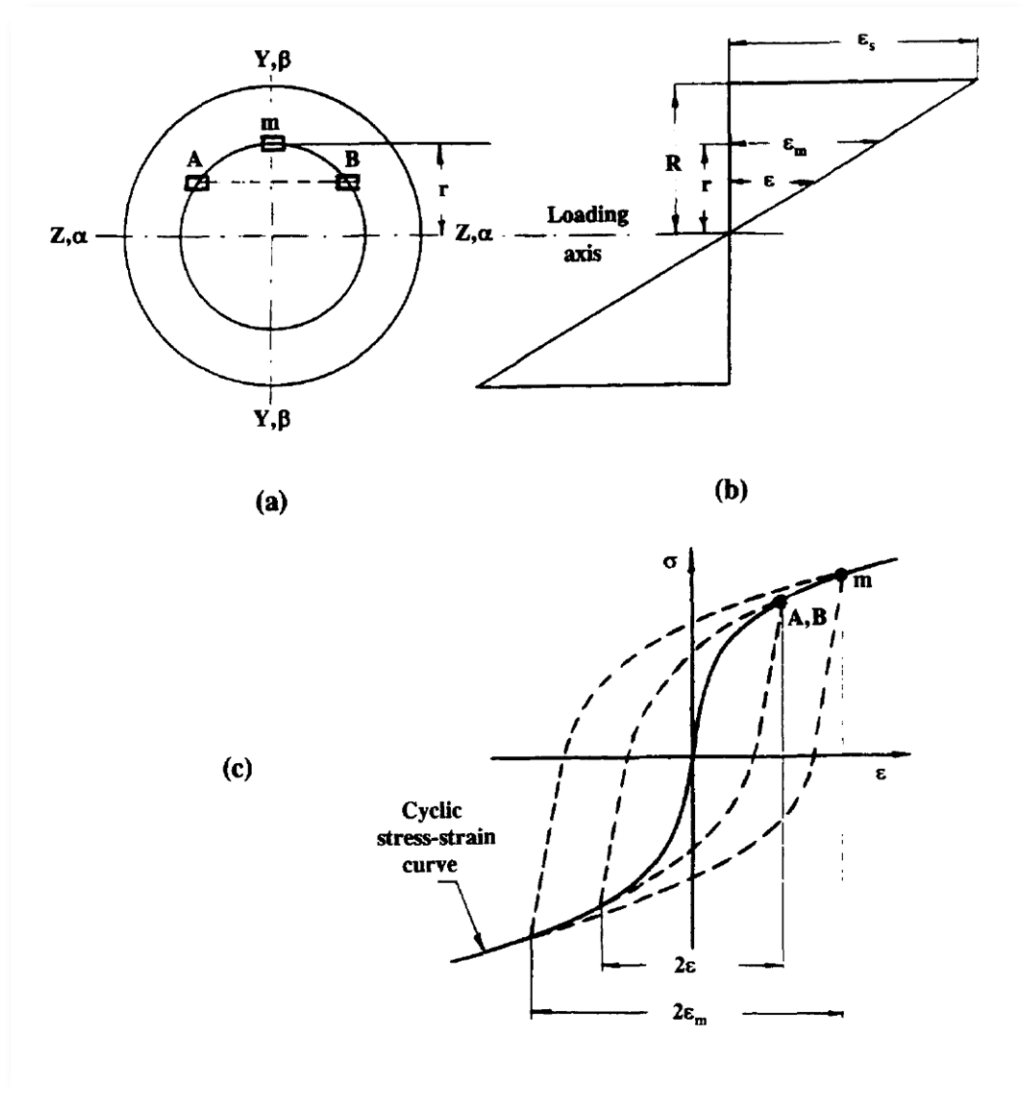 Y,β
m
A
B
r
Z,α
Z,α
Y,β
(a)
εs
R
r
εm
ε
Loading
axis
(b)
σ
m
A,B
ε
(c)
Cyclic
stress-strain
curve
2ε
2εm